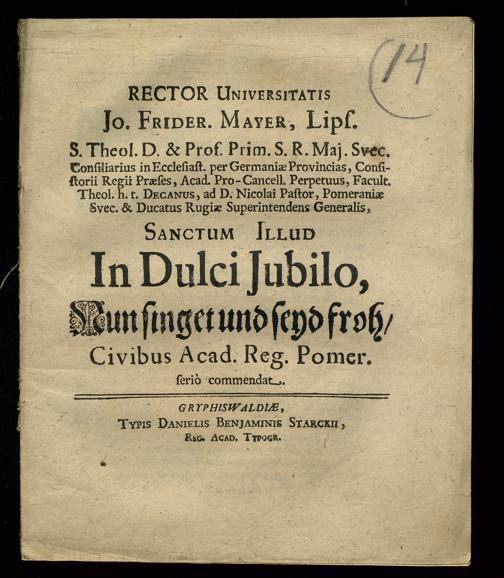 14
RECTOR UNIVERSITATIS
JO. FRIDER. MAYER, Lipſ.
S. Theol. D. & Prof. Prim. S. R. Maj. Svec.
Conſiliarius in Eccleſiaſt. per Germaniæ Provincias, Conſi-
ſtorii Regii Præſes, Acad. Pro-Cancell. Perpetuus, Facult.
Theol. h. t. DECANUS, ad D. Nicolai Paſtor, Pomeraniæ
Svec. & Ducatus Rugiæ Superintendens Generalis,
SANCTUM ILLUD
In Dulci Jubilo,
Nun ſinget und ſeyd froh/
Civibus Acad. Reg. Pomer.
ſeriò commendat.
GRYPHISWALDIÆ,
TYPIS DANIELIS BENJAMINIS STARCKII,
REG. ACAD. TYPOGR.